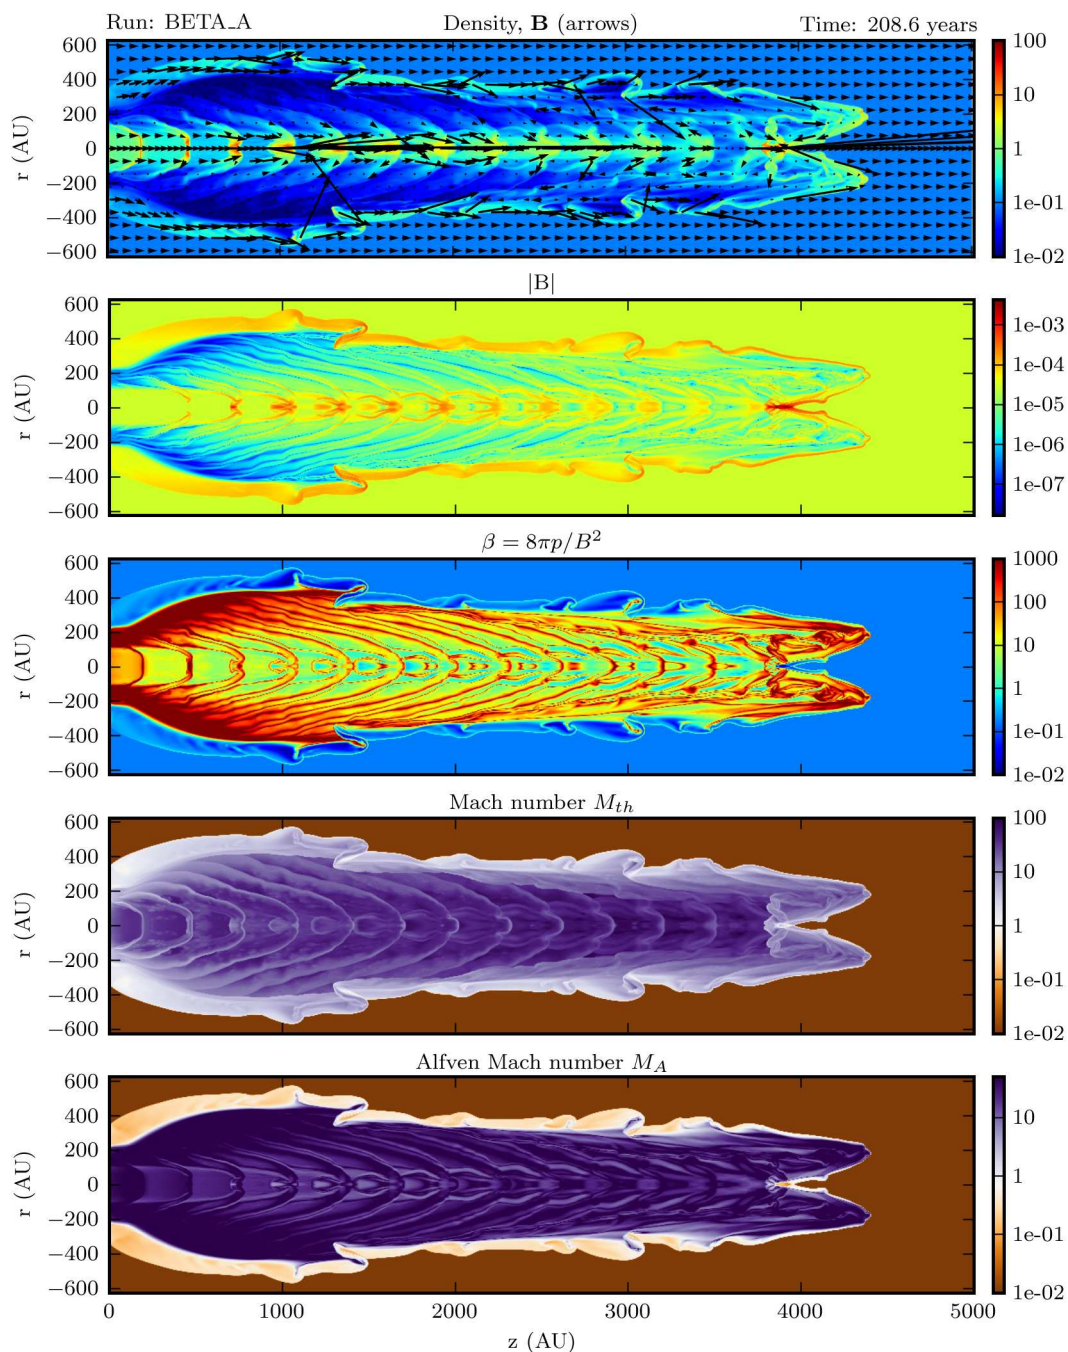 Run: BETA_A Density, B (arrows) Time: 208.6 years
600
400
200
0
−200
−400
−600
r (AU)
100
10
1
1e-01
1e-02
|B|
600
400
200
0
−200
−400
−600
r (AU)
1e-03
1e-04
1e-05
1e-06
1e-07
β = 8πp/B²
600
400
200
0
−200
−400
−600
r (AU)
1000
100
10
1
1e-01
1e-02
Mach number M_th
600
400
200
0
−200
−400
−600
r (AU)
100
10
1
1e-01
1e-02
Alfven Mach number M_A
600
400
200
0
−200
−400
−600
r (AU)
10
1
1e-01
1e-02
0 1000 2000 3000 4000 5000
z (AU)